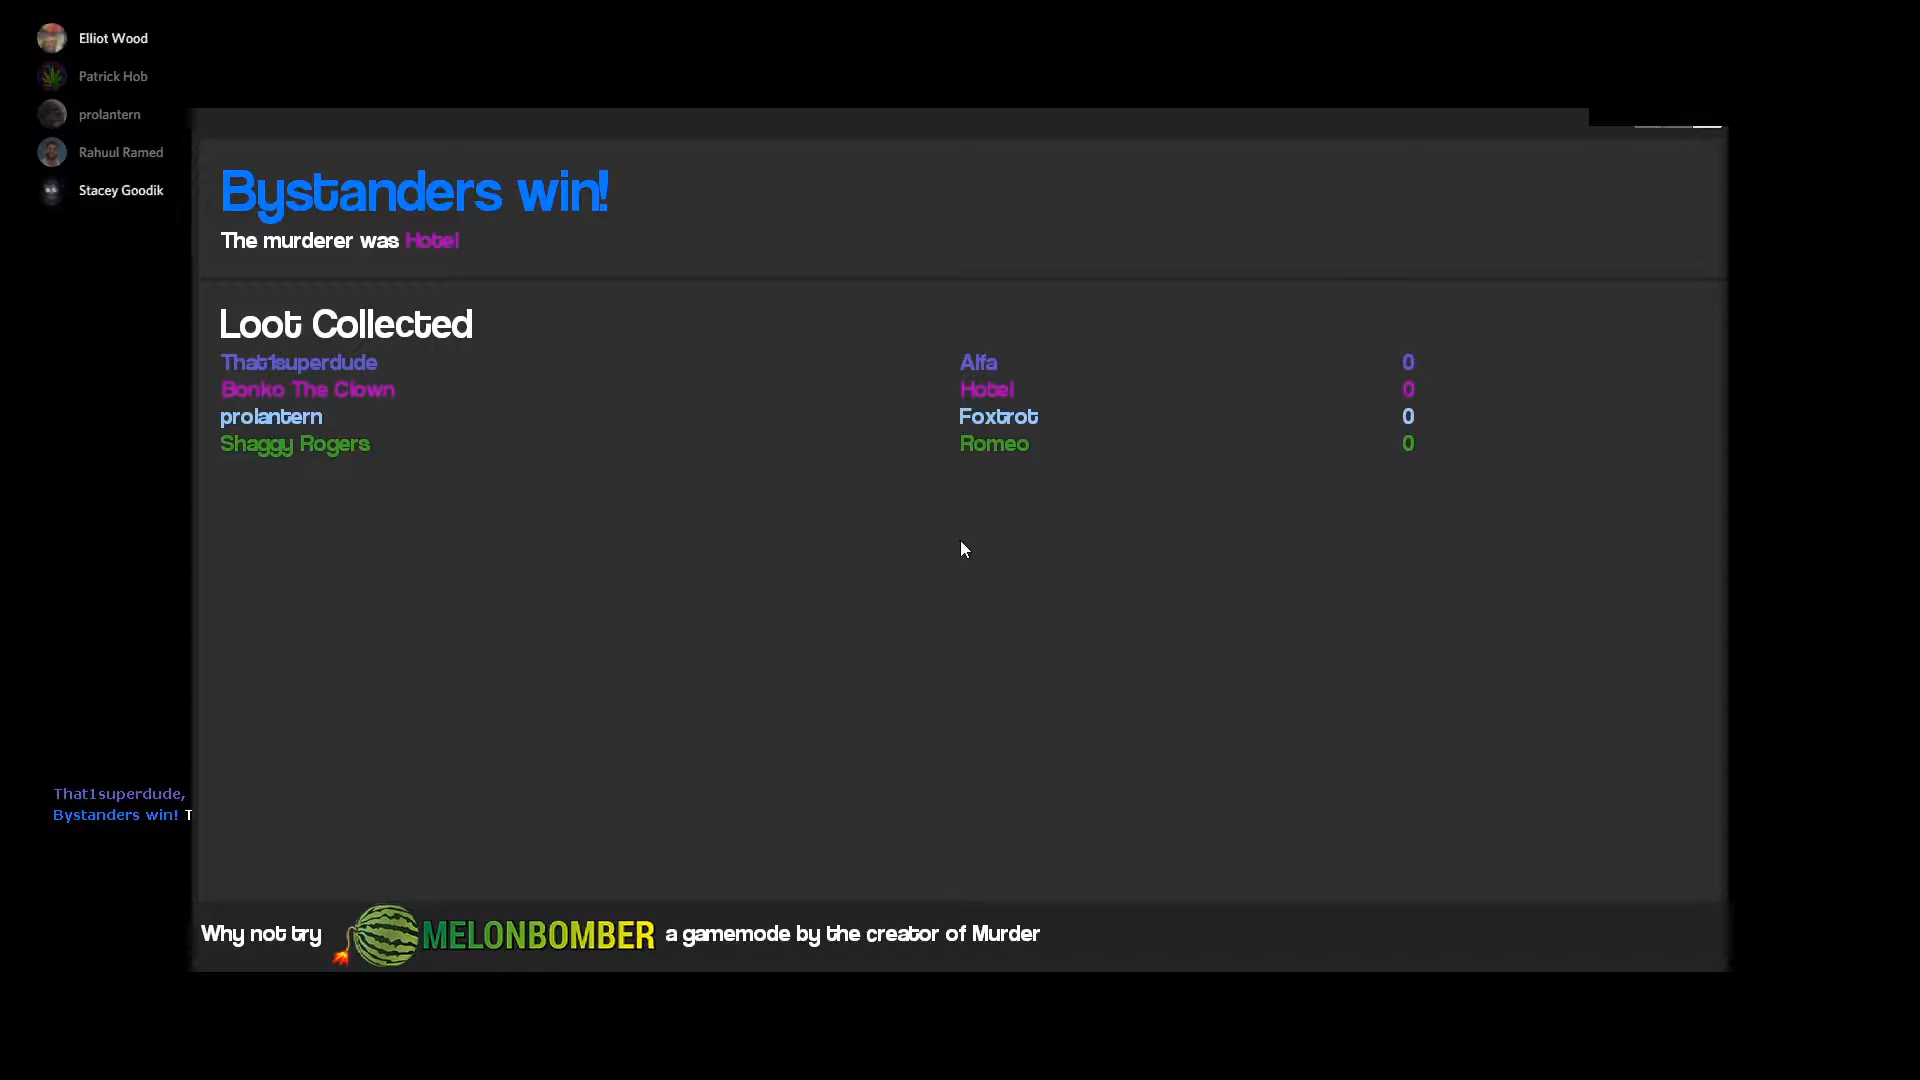 Elliot Wood
Patrick Hob
prolantern
Rahuul Ramed
Stacey Goodik
Bystanders win!
The murderer was Hotel
Loot Collected
That1superdude Alfa 0
Bonko The Clown Hotel 0
prolantern Foxtrot 0
Shaggy Rogers Romeo 0
That1superdude,
Bystanders win! T
Why not try MELONBOMBER a gamemode by the creator of Murder